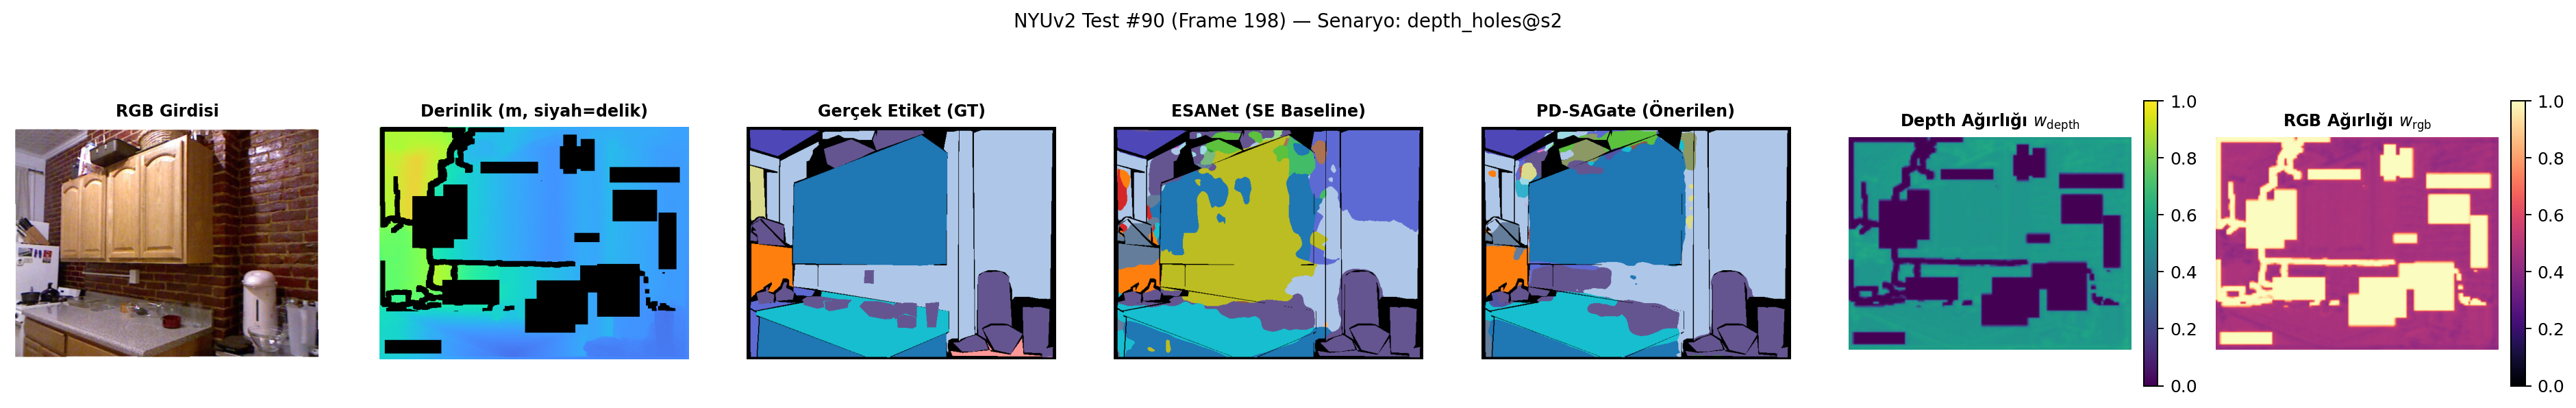 NYUv2 Test #90 (Frame 198) — Senaryo: depth_holes@s2
RGB Girdisi
Derinlik (m, siyah=delik)
Gerçek Etiket (GT)
ESANet (SE Baseline)
PD-SAGate (Önerilen)
Depth Ağırlığı w_depth
1.0
0.8
0.6
0.4
0.2
0.0
RGB Ağırlığı w_rgb
1.0
0.8
0.6
0.4
0.2
0.0